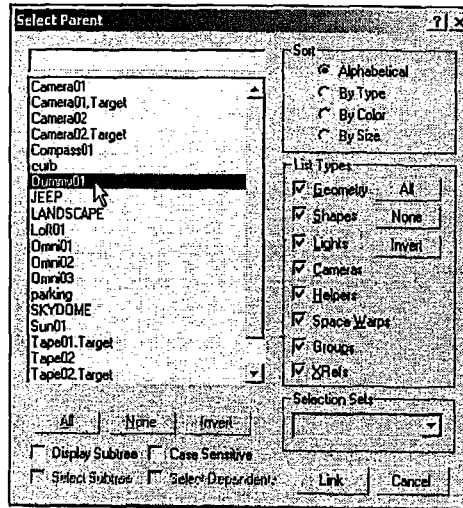 Select Parent
Camera01
Camera01.Target
Camera02
Camera02.Target
Compass01
curb
Dummy01
JEEP
LANDSCAPE
LoR01
Omni01
Omni02
Omni03
parking
SKYDOME
Sun01
Tape01.Target
Tape02
Tape02.Target
All None Invert
Display Subtree Case Sensitive
Select Subtree Select Dependents
Sort
Alphabetical
By Type
By Color
By Size
List Types
Geometry All
Shapes None
Lights Invert
Cameras
Helpers
Space Warps
Groups
XRefs
Selection Sets
Link Cancel